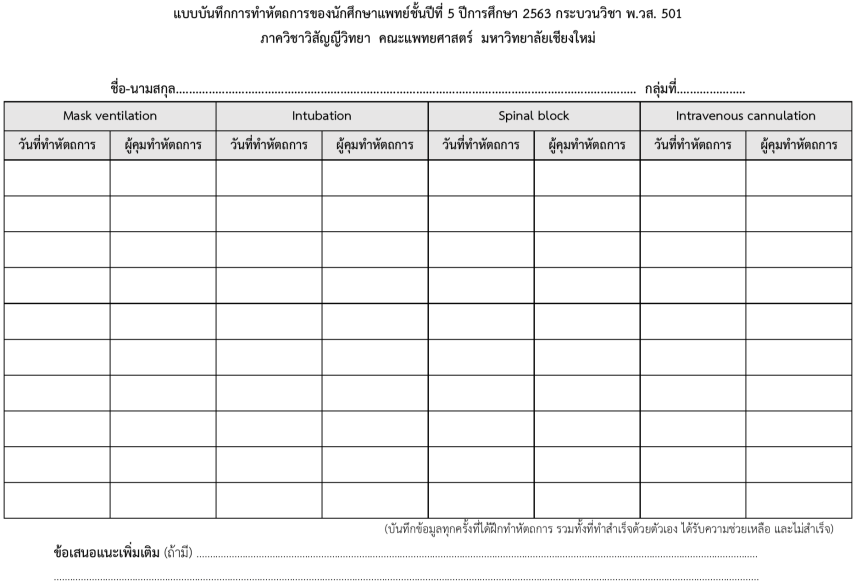 แบบบันทึกการทำหัตถการของนักศึกษาแพทย์ชั้นปีที่ 5 ปีการศึกษา 2563 กระบวนวิชา พ.วส. 501
ภาควิชาวิสัญญีวิทยา คณะแพทยศาสตร์ มหาวิทยาลัยเชียงใหม่
ชื่อ-นามสกุล.......................................................................................................................................... กลุ่มที่.....................
Mask ventilation Intubation Spinal block Intravenous cannulation
วันที่ทำหัตถการ ผู้คุมทำหัตถการ วันที่ทำหัตถการ ผู้คุมทำหัตถการ วันที่ทำหัตถการ ผู้คุมทำหัตถการ วันที่ทำหัตถการ ผู้คุมทำหัตถการ
(บันทึกข้อมูลทุกครั้งที่ได้ฝึกทำหัตถการ รวมทั้งที่ทำสำเร็จด้วยตัวเอง ได้รับความช่วยเหลือ และไม่สำเร็จ)
ข้อเสนอแนะเพิ่มเติม (ถ้ามี) ..........................................................................................................................................
..........................................................................................................................................